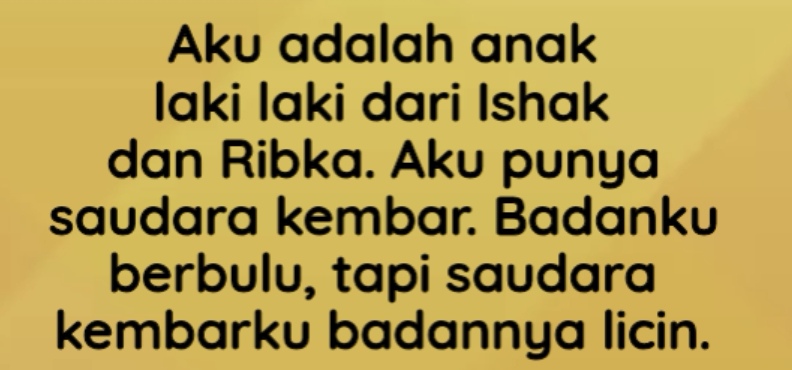 Aku adalah anak
laki laki dari Ishak
dan Ribka. Aku punya
saudara kembar. Badanku
berbulu, tapi saudara
kembarku badannya licin.